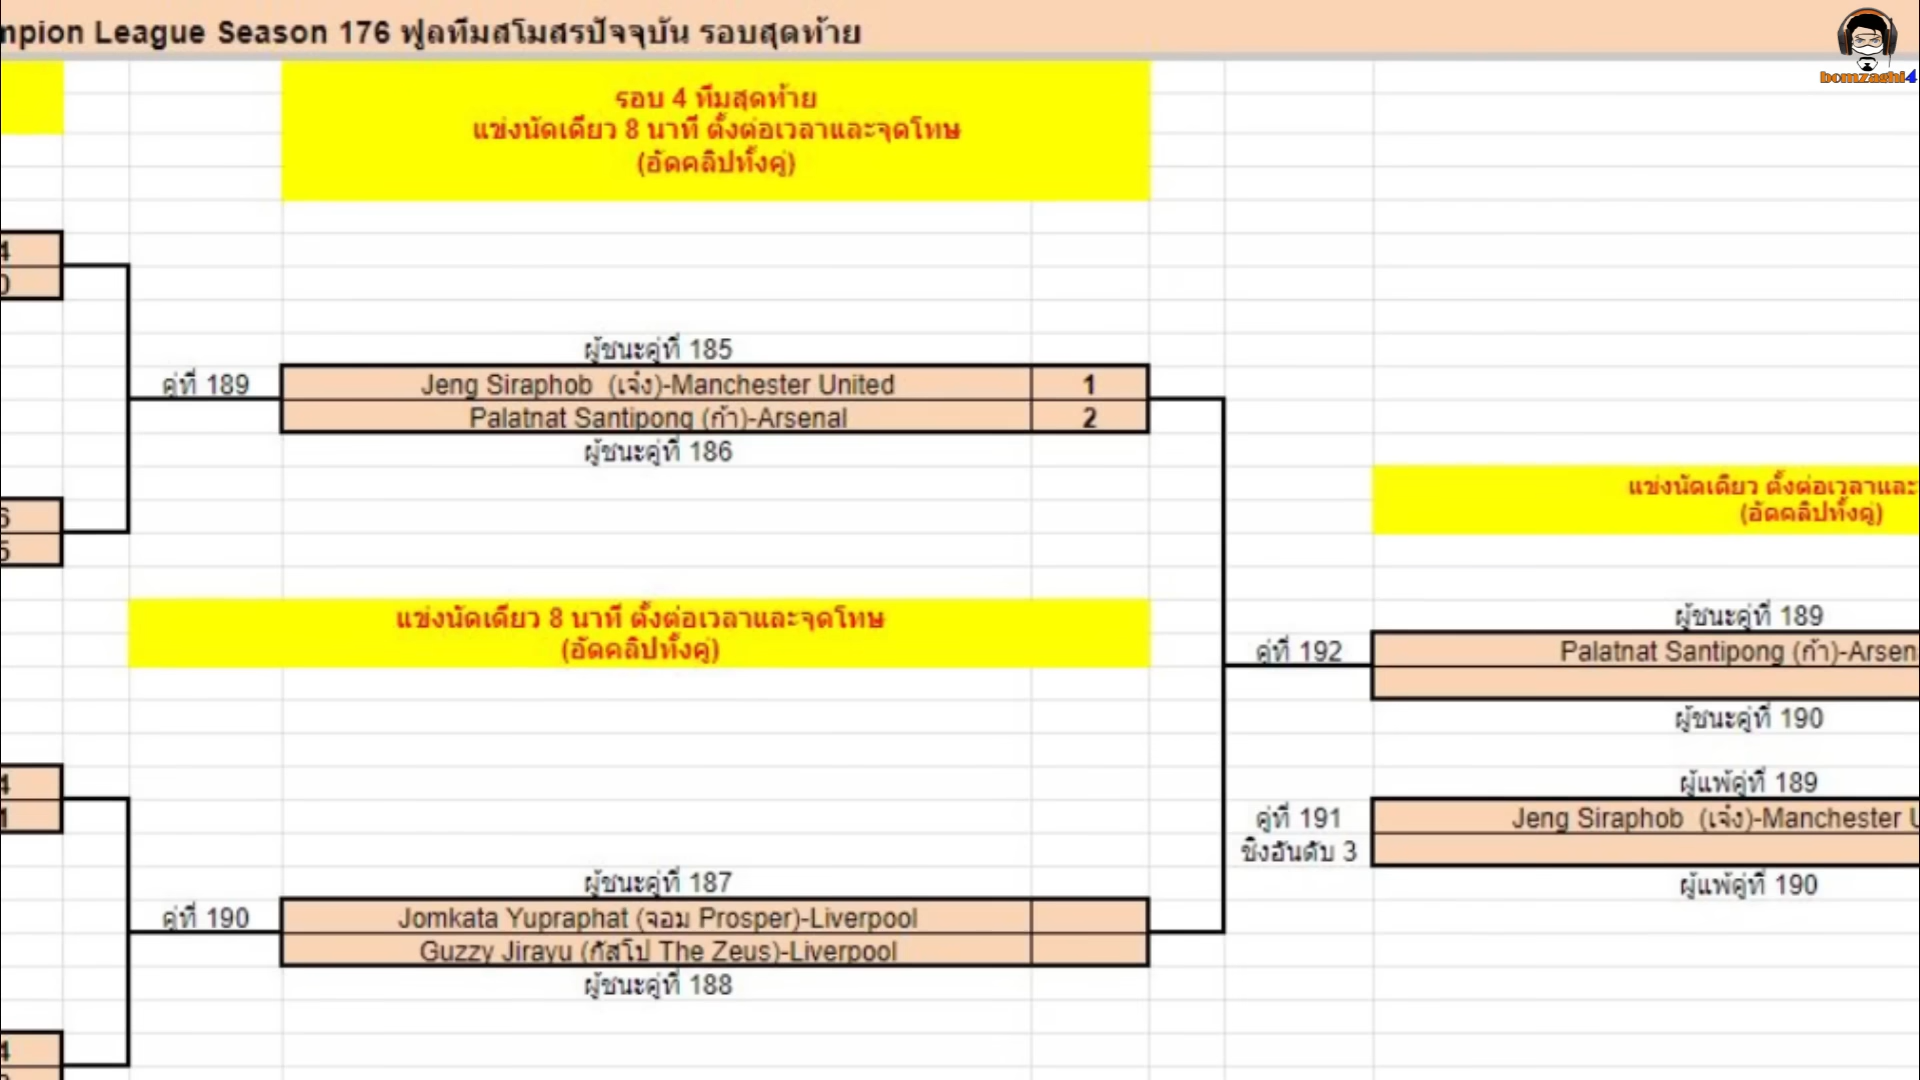 mpion League Season 176 ฟูลทีมสโมสรปัจจุบัน รอบสุดท้าย
bomzashi4
รอบ 4 ทีมสุดท้าย
แข่งนัดเดียว 8 นาที ตั้งต่อเวลาและจุดโทษ
(อัดคลิปทั้งคู่)
4
0
ผู้ชนะคู่ที่ 185
คู่ที่ 189
Jeng Siraphob (เจ๋ง)-Manchester United 1
Palatnat Santipong (ก้า)-Arsenal 2
ผู้ชนะคู่ที่ 186
6
5
แข่งนัดเดียว ตั้งต่อเวลาและ
(อัดคลิปทั้งคู่)
แข่งนัดเดียว 8 นาที ตั้งต่อเวลาและจุดโทษ
(อัดคลิปทั้งคู่)
ผู้ชนะคู่ที่ 189
คู่ที่ 192
Palatnat Santipong (ก้า)-Arsen
ผู้ชนะคู่ที่ 190
ผู้แพ้คู่ที่ 189
คู่ที่ 191
ชิงอันดับ 3
Jeng Siraphob (เจ๋ง)-Manchester U
ผู้แพ้คู่ที่ 190
4
1
ผู้ชนะคู่ที่ 187
คู่ที่ 190
Jomkata Yupraphat (จอม Prosper)-Liverpool
Guzzy Jirayu (กัสโป The Zeus)-Liverpool
ผู้ชนะคู่ที่ 188
4